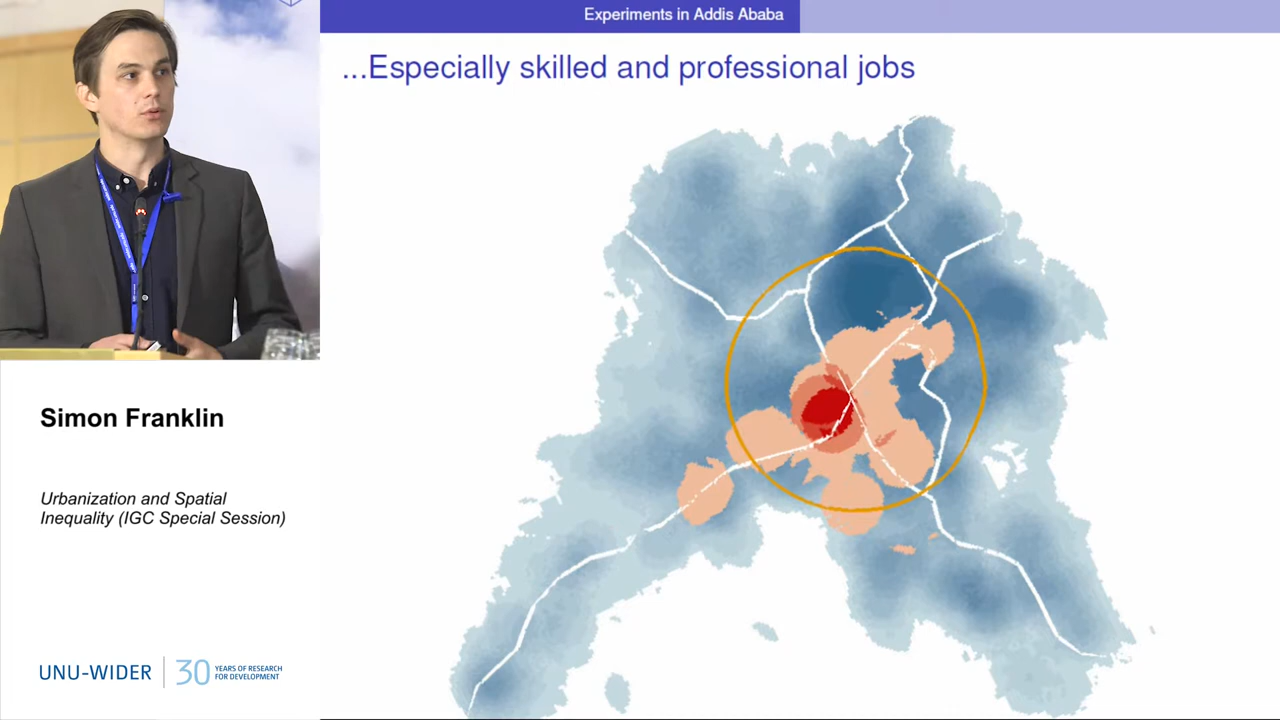 Experiments in Addis Ababa
...Especially skilled and professional jobs
Simon Franklin
Urbanization and Spatial
Inequality (IGC Special Session)
UNU-WIDER
30 YEARS OF RESEARCH
FOR DEVELOPMENT